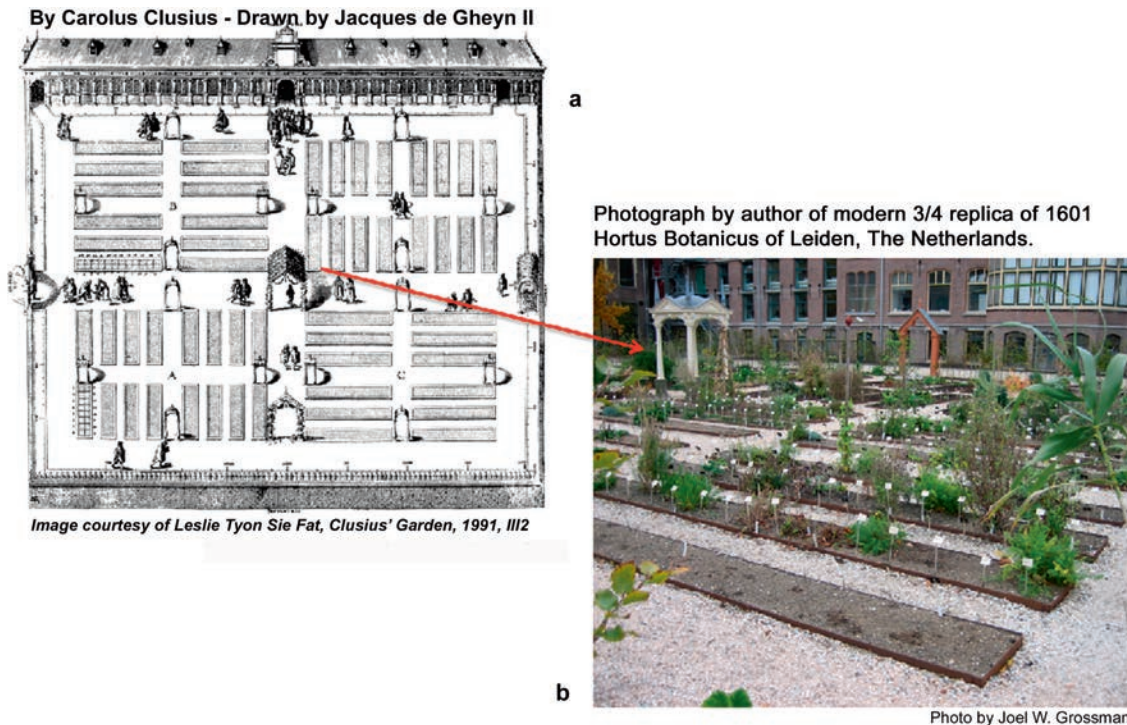 By Carolus Clusius - Drawn by Jacques de Gheyn II
a
B
A
C
Image courtesy of Leslie Tyon Sie Fat, Clusius' Garden, 1991, III2
Photograph by author of modern 3/4 replica of 1601
Hortus Botanicus of Leiden, The Netherlands.
b
Photo by Joel W. Grossman